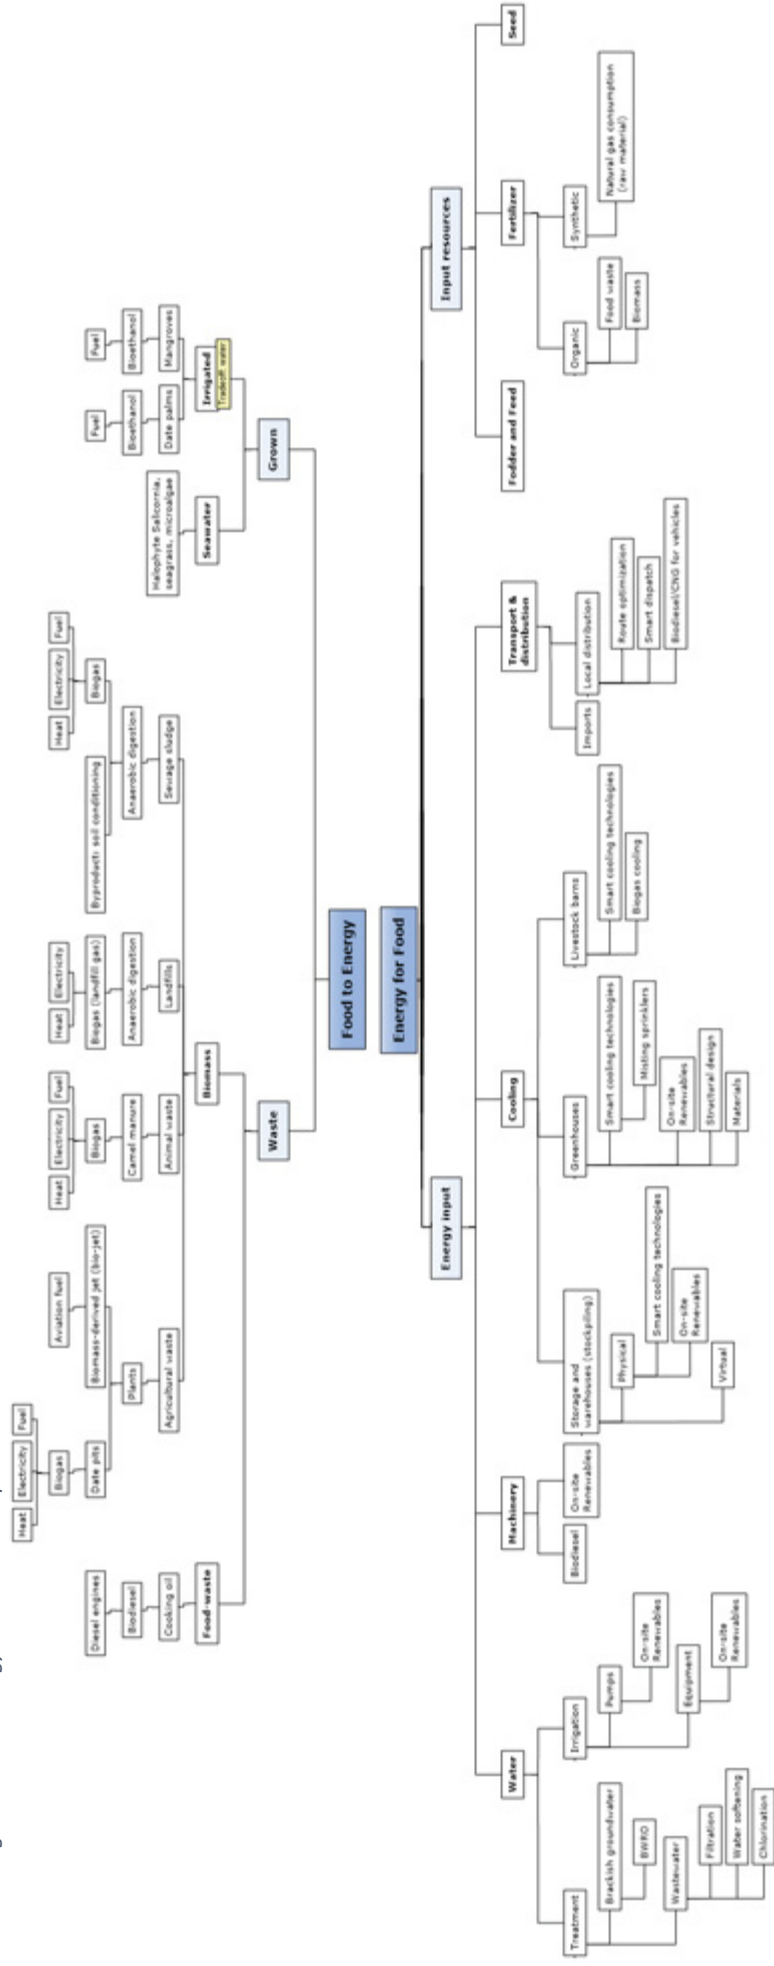 Heat
Electricity
Fuel
Aviation fuel
Heat
Electricity
Fuel
Heat
Electricity
Heat
Electricity
Fuel
Biogas
Diesel engines
Date pits
Biomass-derived jet (bio-jet)
Biogas
Biogas (landfill gas)
Byproduct: soil conditioning
Biogas
Fuel
Fuel
Biodiesel
Plants
Camel manure
Anaerobic digestion
Anaerobic digestion
Bioethanol
Bioethanol
Cooking oil
Agricultural waste
Animal waste
Landfills
Sewage sludge
Halophyte Salicornia,
seagrass, microalgae
Date palms
Mangroves
Food-waste
Biomass
Seawater
Irrigated
Tradeoff: water
Waste
Grown
Food to Energy
Energy for Food
Energy input
Input resources
Water
Machinery
Cooling
Transport &
distribution
Fodder and Feed
Fertilizer
Seed
Treatment
Brackish groundwater
BWRO
Wastewater
Filtration
Water softening
Chlorination
Irrigation
Pumps
On-site
Renewables
Equipment
On-site
Renewables
Biodiesel
On-site
Renewables
Storage and
warehouses (stockpiling)
Physical
Smart cooling technologies
On-site
Renewables
Virtual
Greenhouses
Smart cooling technologies
Misting sprinklers
On-site
Renewables
Structural design
Materials
Livestock barns
Smart cooling technologies
Biogas cooling
Imports
Local distribution
Route optimization
Smart dispatch
Biodiesel/CNG for vehicles
Organic
Food waste
Biomass
Synthetic
Natural gas consumption
(raw material)